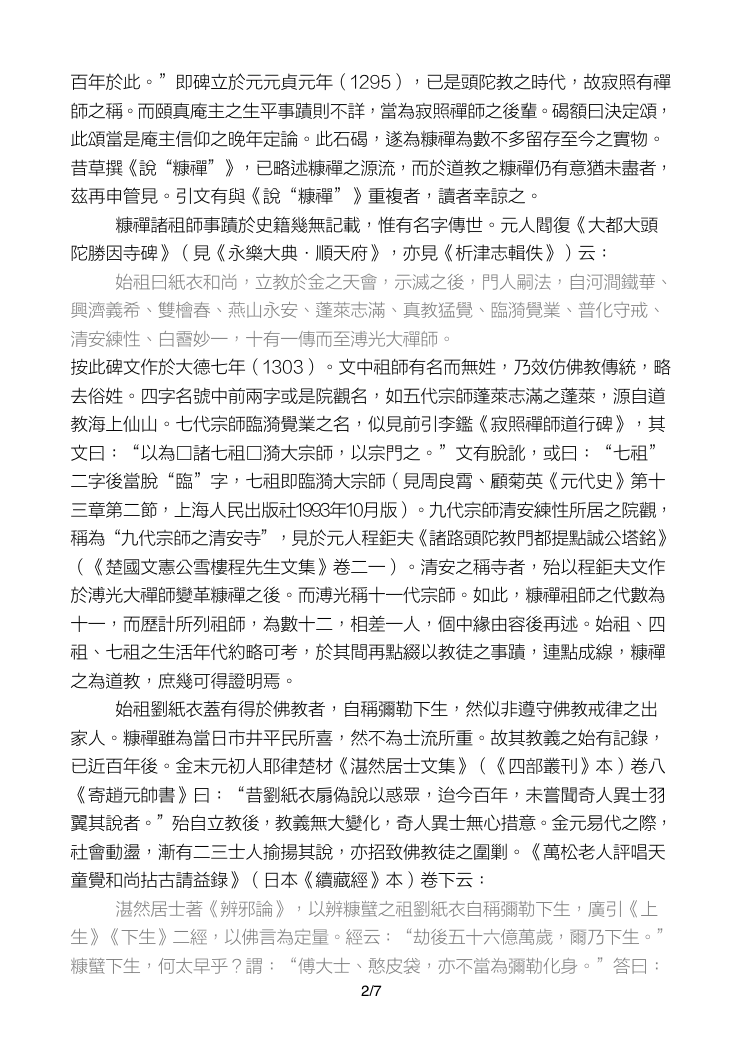 百年於此。”即碑立於元元貞元年（1295），已是頭陀教之時代，故寂照有禪
師之稱。而頤真庵主之生平事蹟則不詳，當為寂照禪師之後輩。碣額曰決定頌，
此頌當是庵主信仰之晚年定論。此石碣，遂為糠禪為數不多留存至今之實物。
昔草撰《說“糠禪”》，已略述糠禪之源流，而於道教之糠禪仍有意猶未盡者，
茲再申管見。引文有與《說“糠禪”》重複者，讀者幸諒之。
糠禪諸祖師事蹟於史籍幾無記載，惟有名字傳世。元人閻復《大都大頭
陀勝因寺碑》（見《永樂大典．順天府》，亦見《析津志輯佚》）云：
始祖曰紙衣和尚，立教於金之天會，示滅之後，門人嗣法，自河澗鐵華、
興濟義希、雙檜春、燕山永安、蓬萊志滿、真教猛覺、臨漪覺業、普化守戒、
清安練性、白霫妙一，十有一傳而至溥光大禪師。
按此碑文作於大德七年（1303）。文中祖師有名而無姓，乃效仿佛教傳統，略
去俗姓。四字名號中前兩字或是院觀名，如五代宗師蓬萊志滿之蓬萊，源自道
教海上仙山。七代宗師臨漪覺業之名，似見前引李鑑《寂照禪師道行碑》，其
文曰：“以為□諸七祖□漪大宗師，以宗門之。”文有脫訛，或曰：“七祖”
二字後當脫“臨”字，七祖即臨漪大宗師（見周良霄、顧菊英《元代史》第十
三章第二節，上海人民出版社1993年10月版）。九代宗師清安練性所居之院觀，
稱為“九代宗師之清安寺”，見於元人程鉅夫《諸路頭陀教門都提點誠公塔銘》
（《楚國文憲公雪樓程先生文集》卷二一）。清安之稱寺者，殆以程鉅夫文作
於溥光大禪師變革糠禪之後。而溥光稱十一代宗師。如此，糠禪祖師之代數為
十一，而歷計所列祖師，為數十二，相差一人，個中緣由容後再述。始祖、四
祖、七祖之生活年代約略可考，於其間再點綴以教徒之事蹟，連點成線，糠禪
之為道教，庶幾可得證明焉。
始祖劉紙衣蓋有得於佛教者，自稱彌勒下生，然似非遵守佛教戒律之出
家人。糠禪雖為當日市井平民所喜，然不為士流所重。故其教義之始有記錄，
已近百年後。金末元初人耶律楚材《湛然居士文集》（《四部叢刊》本）卷八
《寄趙元帥書》曰：“昔劉紙衣扇偽說以惑眾，迨今百年，未嘗聞奇人異士羽
翼其說者。”殆自立教後，教義無大變化，奇人異士無心措意。金元易代之際，
社會動盪，漸有二三士人揄揚其說，亦招致佛教徒之圍剿。《萬松老人評唱天
童覺和尚拈古請益錄》（日本《續藏經》本）卷下云：
湛然居士著《辨邪論》，以辨糠㽍之祖劉紙衣自稱彌勒下生，廣引《上
生》《下生》二經，以佛言為定量。經云：“劫後五十六億萬歲，爾乃下生。”
糠㽍下生，何太早乎？謂：“傅大士、憨皮袋，亦不當為彌勒化身。”答曰：
2/7